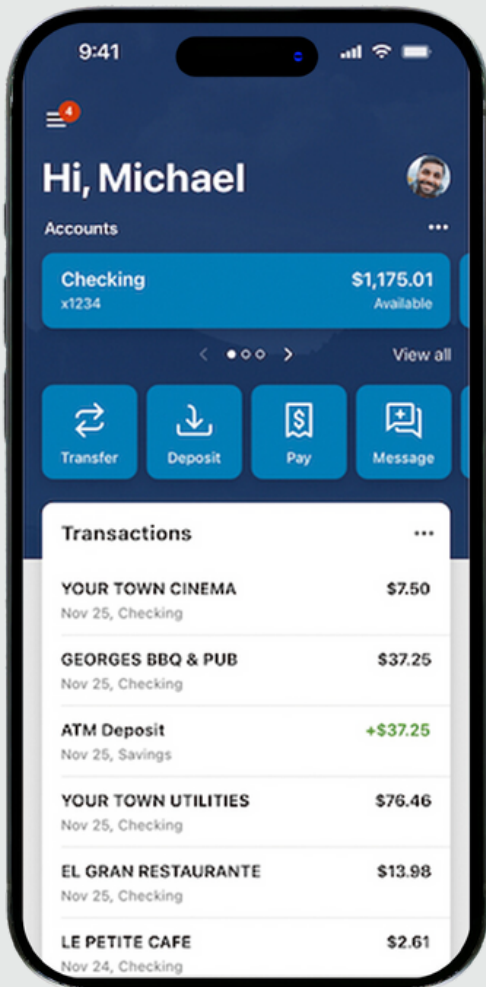 9:41
4
Hi, Michael
Accounts
Checking $1,175.01
x1234 Available
View all
Transfer Deposit Pay Message
Transactions
YOUR TOWN CINEMA $7.50
Nov 25, Checking
GEORGES BBQ & PUB $37.25
Nov 25, Checking
ATM Deposit +$37.25
Nov 25, Savings
YOUR TOWN UTILITIES $76.46
Nov 25, Checking
EL GRAN RESTAURANTE $13.98
Nov 25, Checking
LE PETITE CAFE $2.61
Nov 24, Checking